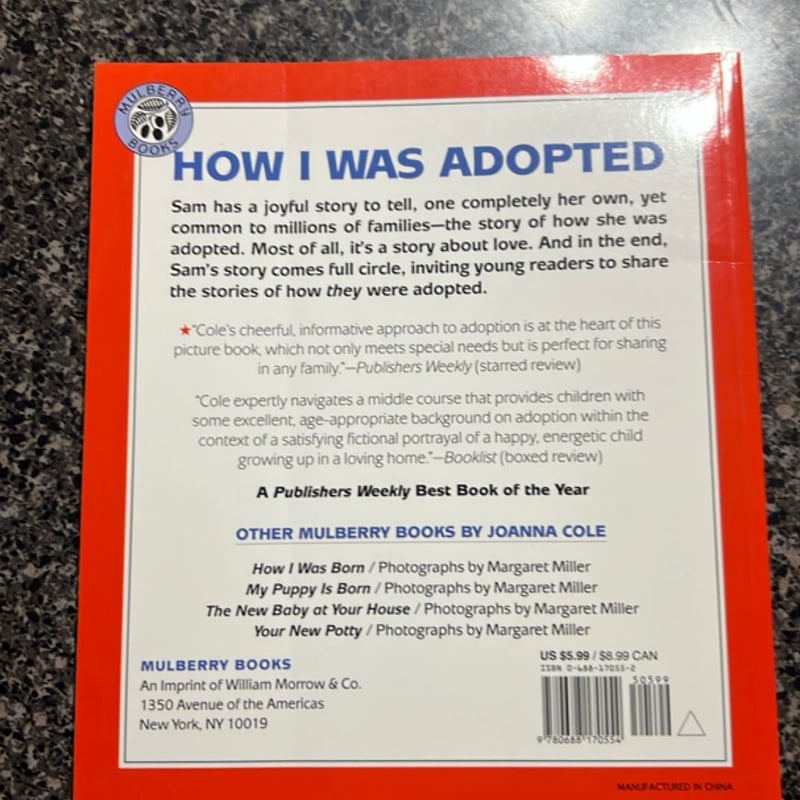 MULBERRY BOOKS
HOW I WAS ADOPTED
Sam has a joyful story to tell, one completely her own, yet
common to millions of families—the story of how she was
adopted. Most of all, it's a story about love. And in the end,
Sam's story comes full circle, inviting young readers to share
the stories of how they were adopted.
★"Cole's cheerful, informative approach to adoption is at the heart of this
picture book, which not only meets special needs but is perfect for sharing
in any family."—Publishers Weekly (starred review)
"Cole expertly navigates a middle course that provides children with
some excellent, age-appropriate background on adoption within the
context of a satisfying fictional portrayal of a happy, energetic child
growing up in a loving home."—Booklist (boxed review)
A Publishers Weekly Best Book of the Year
OTHER MULBERRY BOOKS BY JOANNA COLE
How I Was Born / Photographs by Margaret Miller
My Puppy Is Born / Photographs by Margaret Miller
The New Baby at Your House / Photographs by Margaret Miller
Your New Potty / Photographs by Margaret Miller
MULBERRY BOOKS
An Imprint of William Morrow & Co.
1350 Avenue of the Americas
New York, NY 10019
US $5.99 / $8.99 CAN
ISBN 0-688-17055-2
50599
9 780688 170554
MANUFACTURED IN CHINA